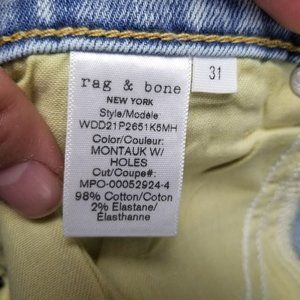 rag & bone
NEW YORK
Style/Modèle
WDD21P2651K5MH
Color/Couleur:
MONTAUK W/
HOLES
Cut/Coupe#:
MPO-00052924-4
98% Cotton/Coton
2% Elastane/
Élasthanne
31